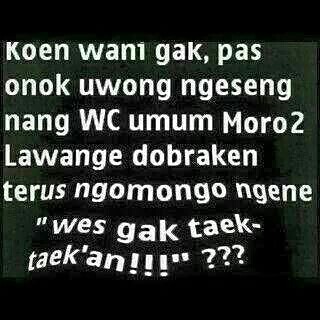 Koen wani gak, pas
onok uwong ngeseng
nang WC umum Moro2
Lawange dobraken
terus ngomongo ngene
"wes gak taek-
taek'an!!!" ???